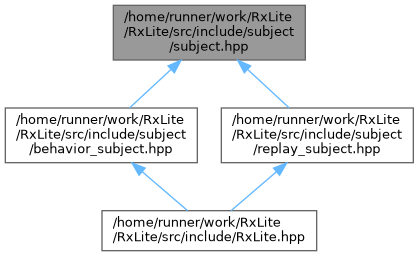 /home/runner/work/RxLite
/RxLite/src/include/subject
/subject.hpp
/home/runner/work/RxLite
/RxLite/src/include/subject
/behavior_subject.hpp
/home/runner/work/RxLite
/RxLite/src/include/subject
/replay_subject.hpp
/home/runner/work/RxLite
/RxLite/src/include/RxLite.hpp